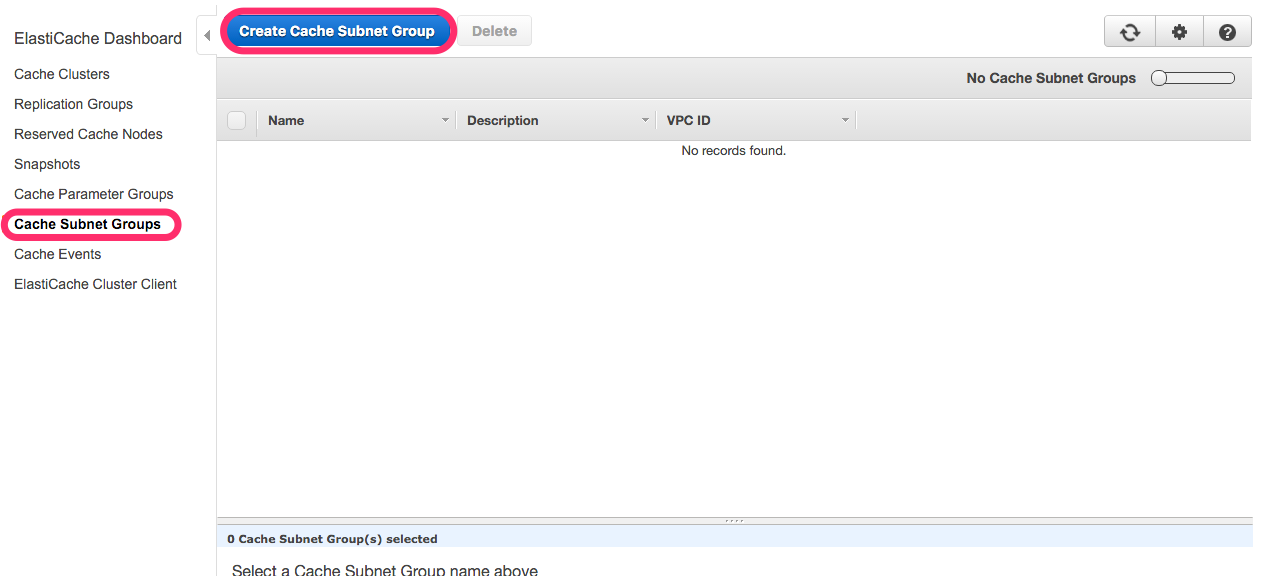 ElastiCache Dashboard
Cache Clusters
Replication Groups
Reserved Cache Nodes
Snapshots
Cache Parameter Groups
Cache Subnet Groups
Cache Events
ElastiCache Cluster Client
Create Cache Subnet Group Delete
No Cache Subnet Groups
Name Description VPC ID
No records found.
0 Cache Subnet Group(s) selected
Select a Cache Subnet Group name above